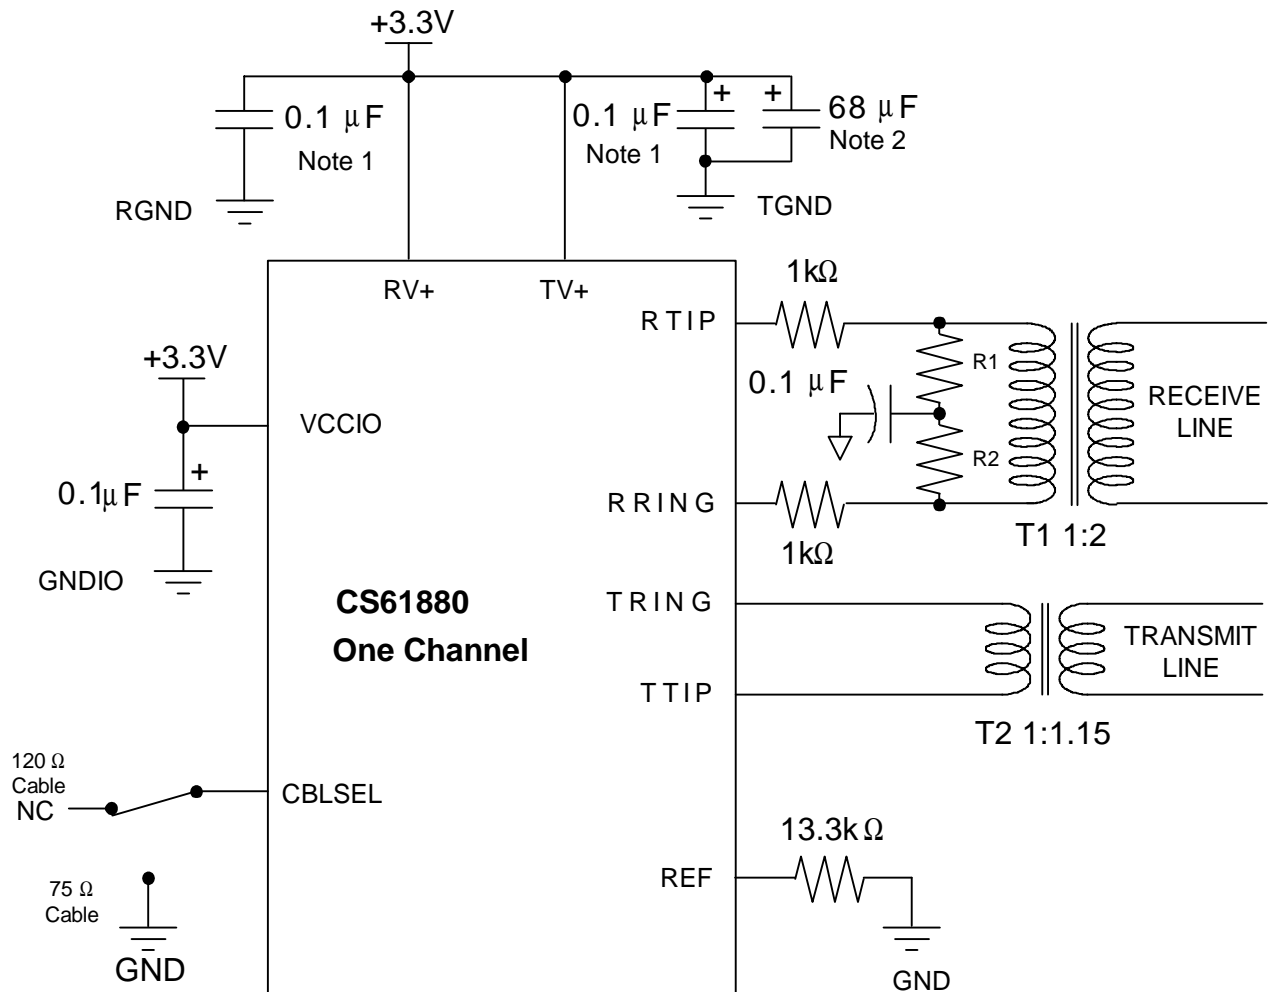 +3.3V
0.1 μF
Note 1
0.1 μF
Note 1
+
+
68 μF
Note 2
RGND
TGND
RV+
TV+
1kΩ
RTIP
+3.3V
0.1 μF
R1
RECEIVE
LINE
VCCIO
+
R2
0.1μF
RRING
T1 1:2
1kΩ
GNDIO
CS61880
One Channel
TRING
TRANSMIT
LINE
TTIP
T2 1:1.15
120 Ω
Cable
NC
CBLSEL
13.3k Ω
REF
75 Ω
Cable
GND
GND